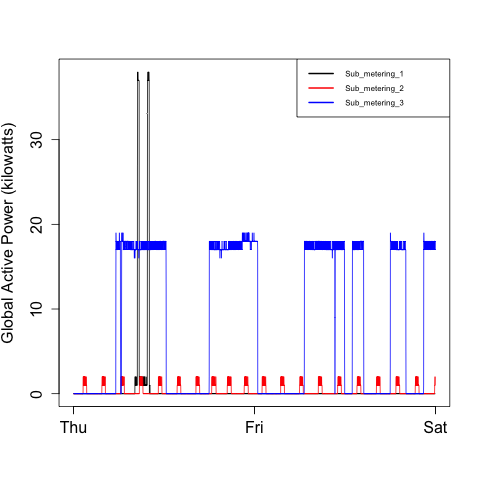 Sub_metering_1
Sub_metering_2
Sub_metering_3
Global Active Power (kilowatts)
30
20
10
0
Thu Fri Sat